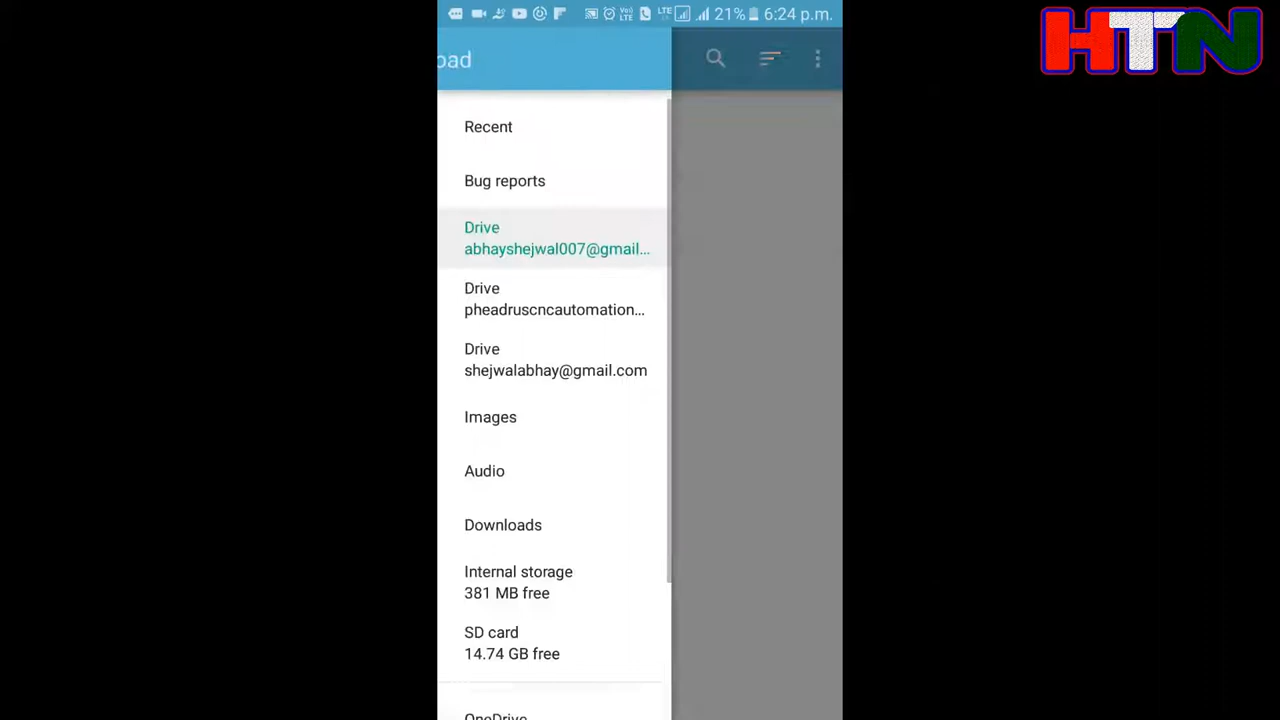 21% 6:24 p.m.
HTN
oad
Recent
Bug reports
Drive
abhayshejwal007@gmail...
Drive
pheadruscncautomation...
Drive
shejwalabhay@gmail.com
Images
Audio
Downloads
Internal storage
381 MB free
SD card
14.74 GB free
OneDrive